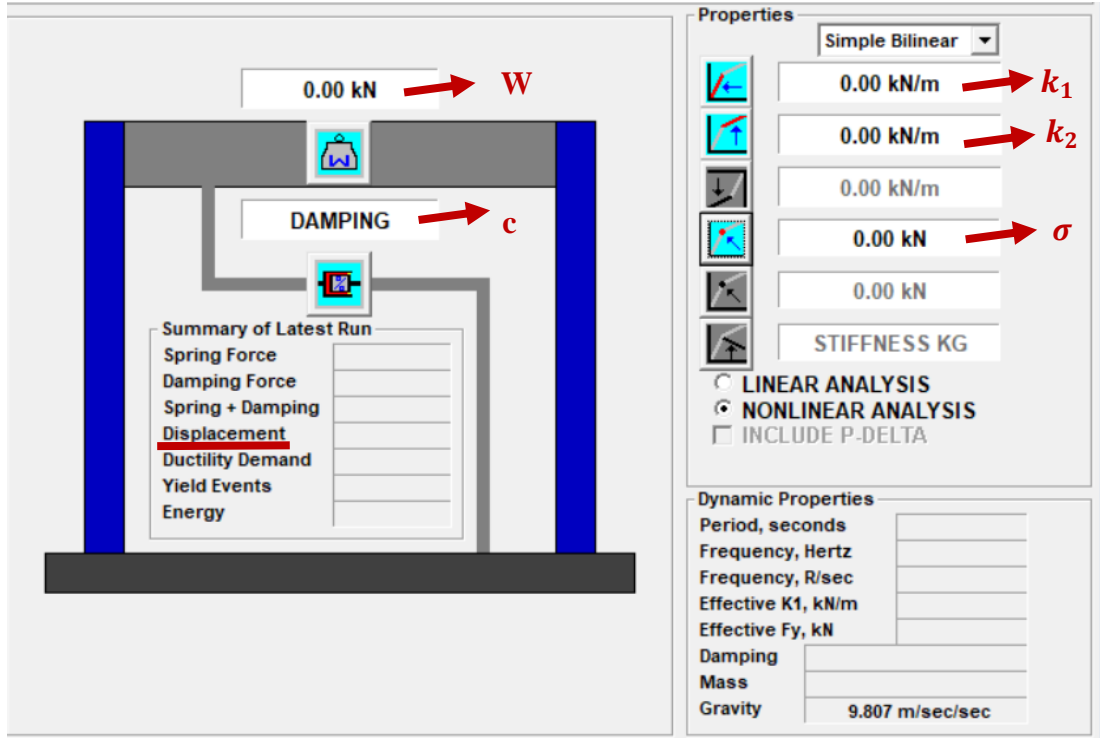 0.00 kN
W
DAMPING
c
Summary of Latest Run
Spring Force
Damping Force
Spring + Damping
Displacement
Ductility Demand
Yield Events
Energy
Properties
Simple Bilinear
0.00 kN/m
k₁
0.00 kN/m
k₂
0.00 kN/m
0.00 kN
σ
0.00 kN
STIFFNESS KG
LINEAR ANALYSIS
NONLINEAR ANALYSIS
INCLUDE P-DELTA
Dynamic Properties
Period, seconds
Frequency, Hertz
Frequency, R/sec
Effective K1, kN/m
Effective Fy, kN
Damping
Mass
Gravity 9.807 m/sec/sec